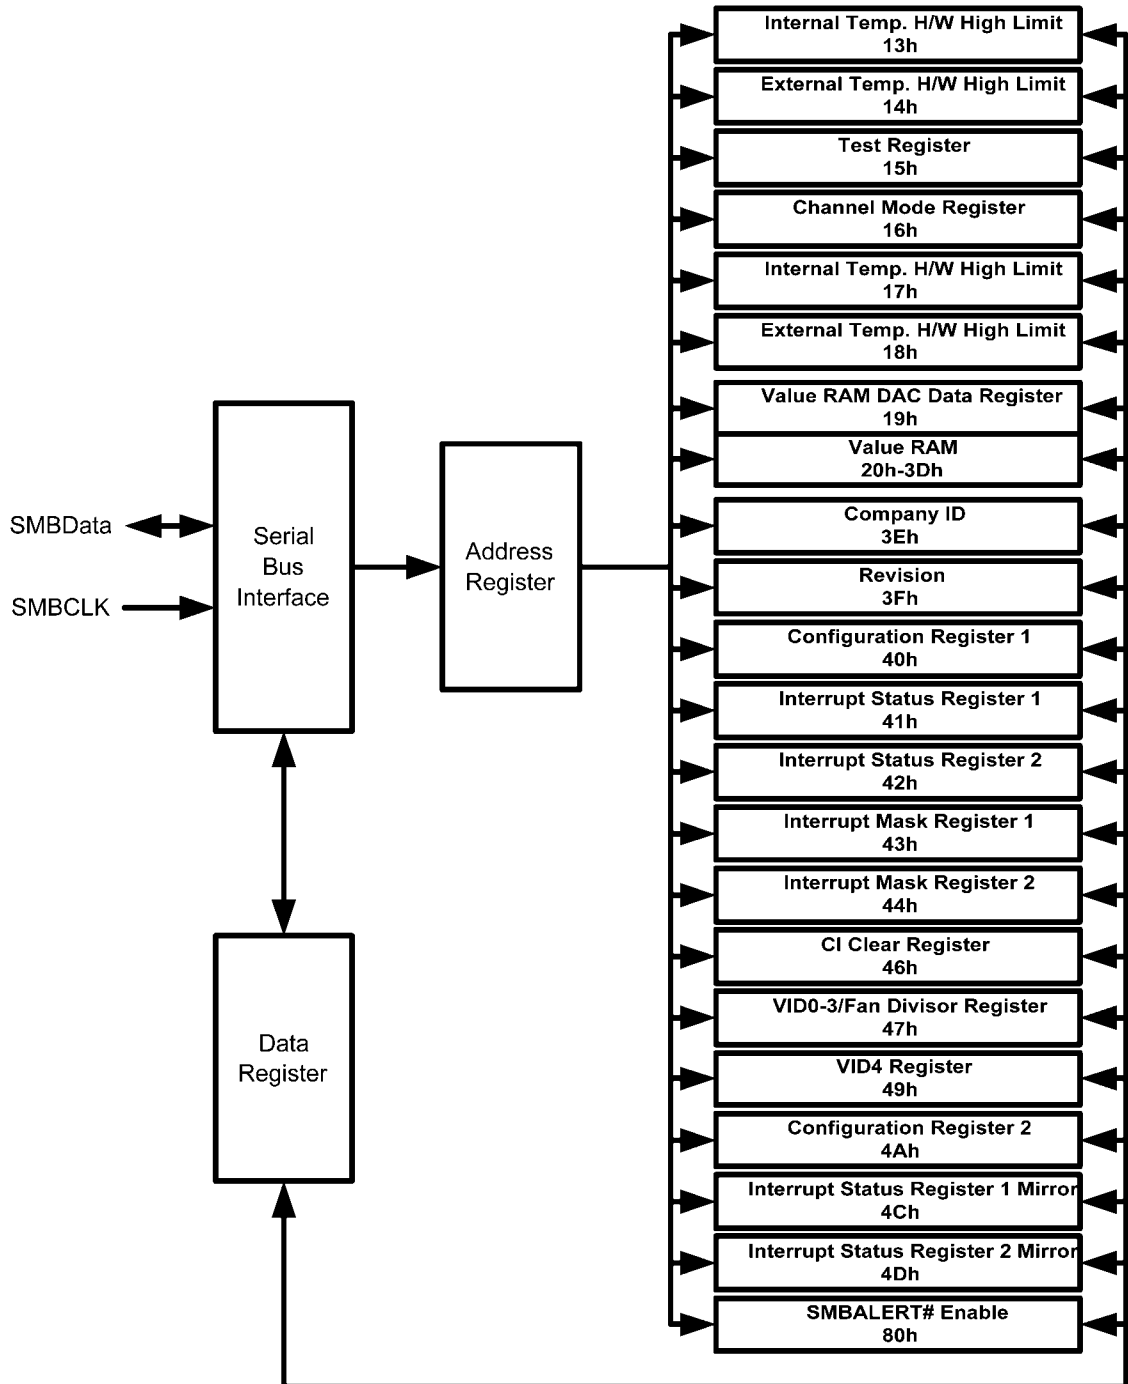 Internal Temp. H/W High Limit
13h
External Temp. H/W High Limit
14h
Test Register
15h
Channel Mode Register
16h
Internal Temp. H/W High Limit
17h
External Temp. H/W High Limit
18h
Value RAM DAC Data Register
19h
Value RAM
20h-3Dh
Company ID
3Eh
Revision
3Fh
Configuration Register 1
40h
Interrupt Status Register 1
41h
Interrupt Status Register 2
42h
Interrupt Mask Register 1
43h
Interrupt Mask Register 2
44h
CI Clear Register
46h
VID0-3/Fan Divisor Register
47h
VID4 Register
49h
Configuration Register 2
4Ah
Interrupt Status Register 1 Mirror
4Ch
Interrupt Status Register 2 Mirror
4Dh
SMBALERT# Enable
80h
SMBData
SMBCLK
Serial
Bus
Interface
Address
Register
Data
Register